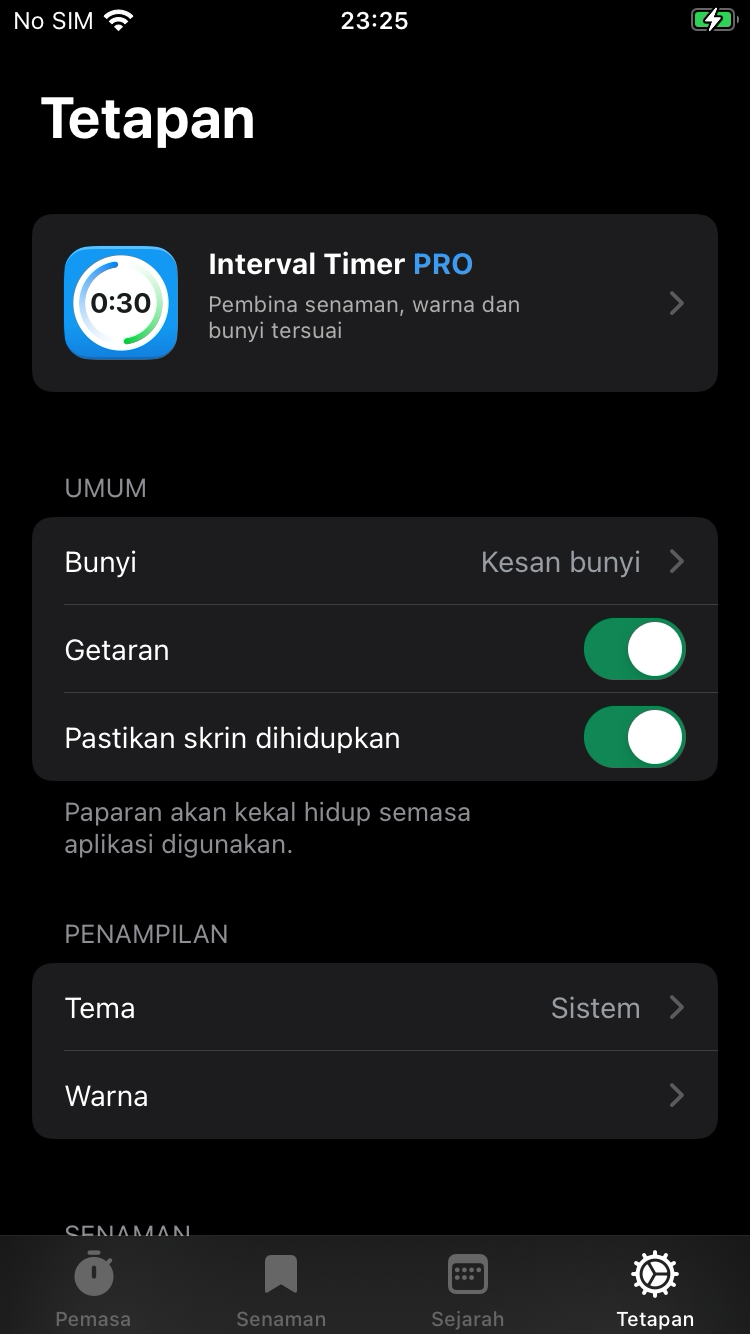 No SIM 23:25
Tetapan
0:30
Interval Timer PRO
Pembina senaman, warna dan
bunyi tersuai
UMUM
Bunyi Kesan bunyi
Getaran
Pastikan skrin dihidupkan
Paparan akan kekal hidup semasa
aplikasi digunakan.
PENAMPILAN
Tema Sistem
Warna
SENAMAN
Pemasa Senaman Sejarah Tetapan